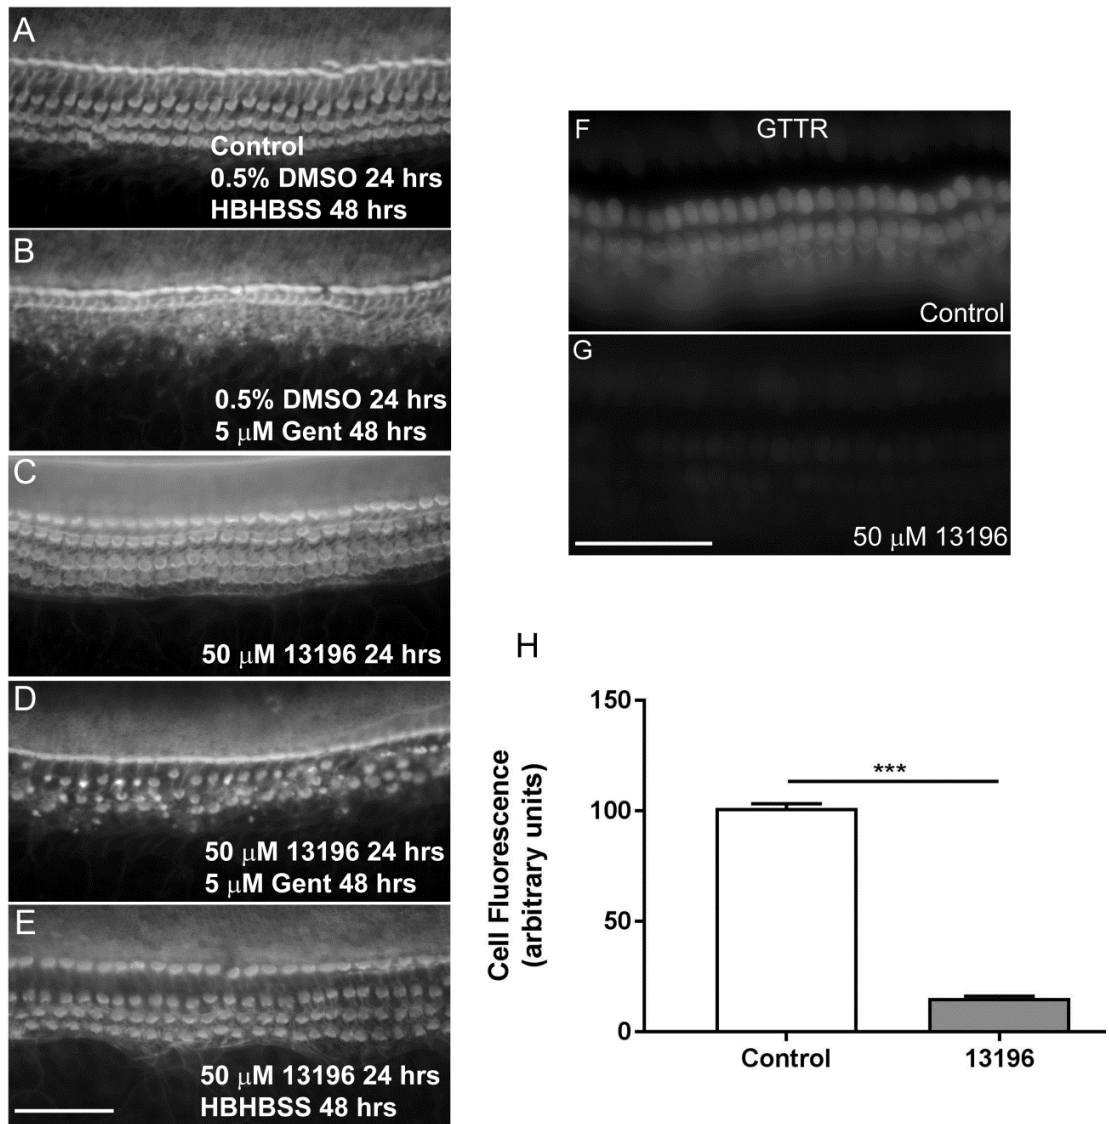 A
Control
0.5% DMSO 24 hrs
HBHBSS 48 hrs
B
0.5% DMSO 24 hrs
5 μM Gent 48 hrs
C
50 μM 13196 24 hrs
D
50 μM 13196 24 hrs
5 μM Gent 48 hrs
E
50 μM 13196 24 hrs
HBHBSS 48 hrs
F
GTTR
Control
G
50 μM 13196
H
Cell Fluorescence
(arbitrary units)
150
100
50
0
***
Control
13196